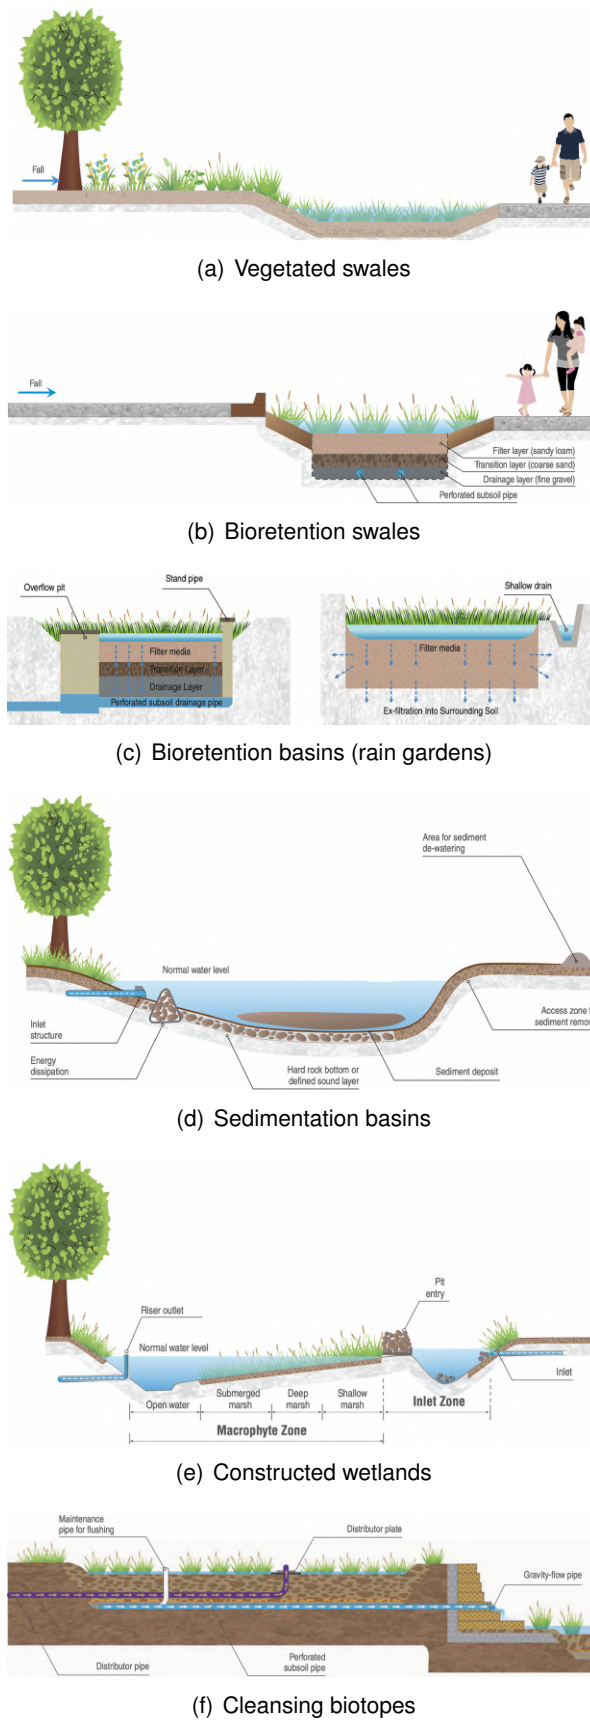 Fall
(a) Vegetated swales
Fall
Filter layer (sandy loam)
Transition layer (coarse sand)
Drainage layer (fine gravel)
Perforated subsoil pipe
(b) Bioretention swales
Overflow pit
Stand pipe
Shallow drain
Filter media
Transition Layer
Drainage Layer
Perforated subsoil drainage pipe
Filter media
Ex-filtration Into Surrounding Soil
(c) Bioretention basins (rain gardens)
Area for sediment
de-watering
Normal water level
Inlet
structure
Energy
dissipation
Hard rock bottom or
defined sound layer
Sediment deposit
Access zone f
sediment remov
(d) Sedimentation basins
Riser outlet
Pit
entry
Normal water level
Inlet
Open water
Submerged
marsh
Deep
marsh
Shallow
marsh
Inlet Zone
Macrophyte Zone
(e) Constructed wetlands
Maintenance
pipe for flushing
Distributor plate
Gravity-flow pipe
Distributor pipe
Perforated
subsoil pipe
(f) Cleansing biotopes